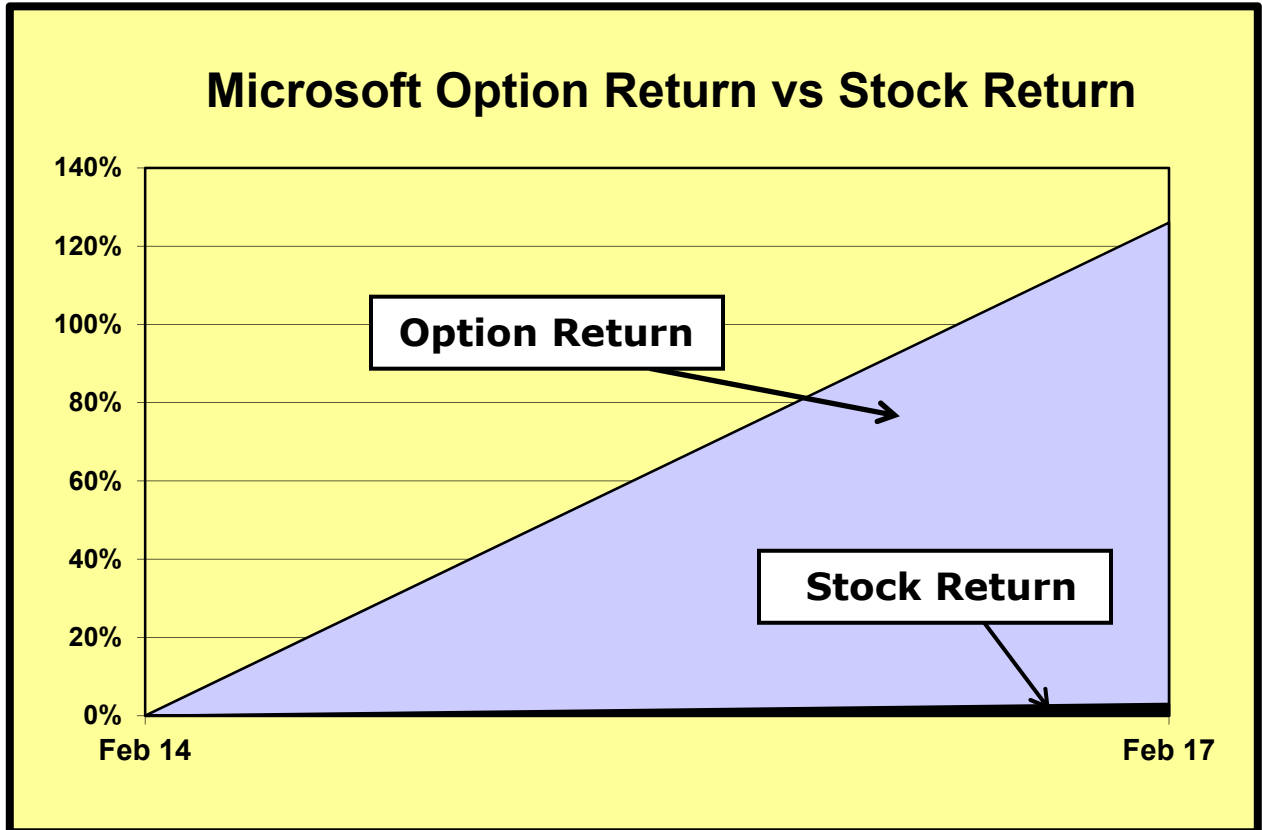 Microsoft Option Return vs Stock Return
140%
120%
100%
80%
60%
40%
20%
0%
Option Return
Stock Return
Feb 14
Feb 17